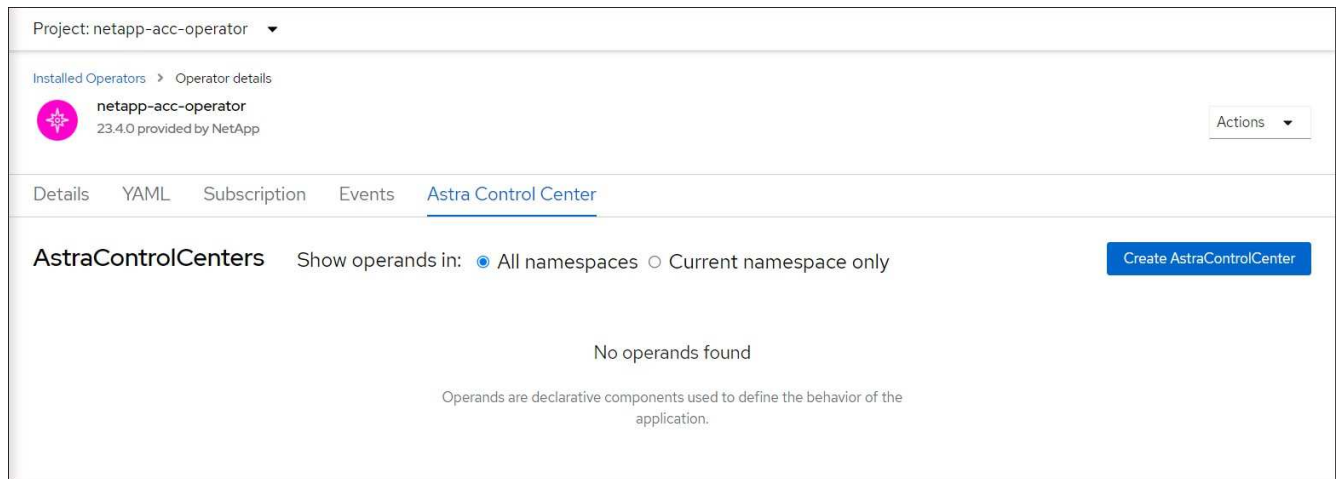 Project: netapp-acc-operator
Installed Operators > Operator details
netapp-acc-operator
23.4.0 provided by NetApp
Actions
Details YAML Subscription Events Astra Control Center
AstraControlCenters Show operands in: All namespaces Current namespace only Create AstraControlCenter
No operands found
Operands are declarative components used to define the behavior of the
application.